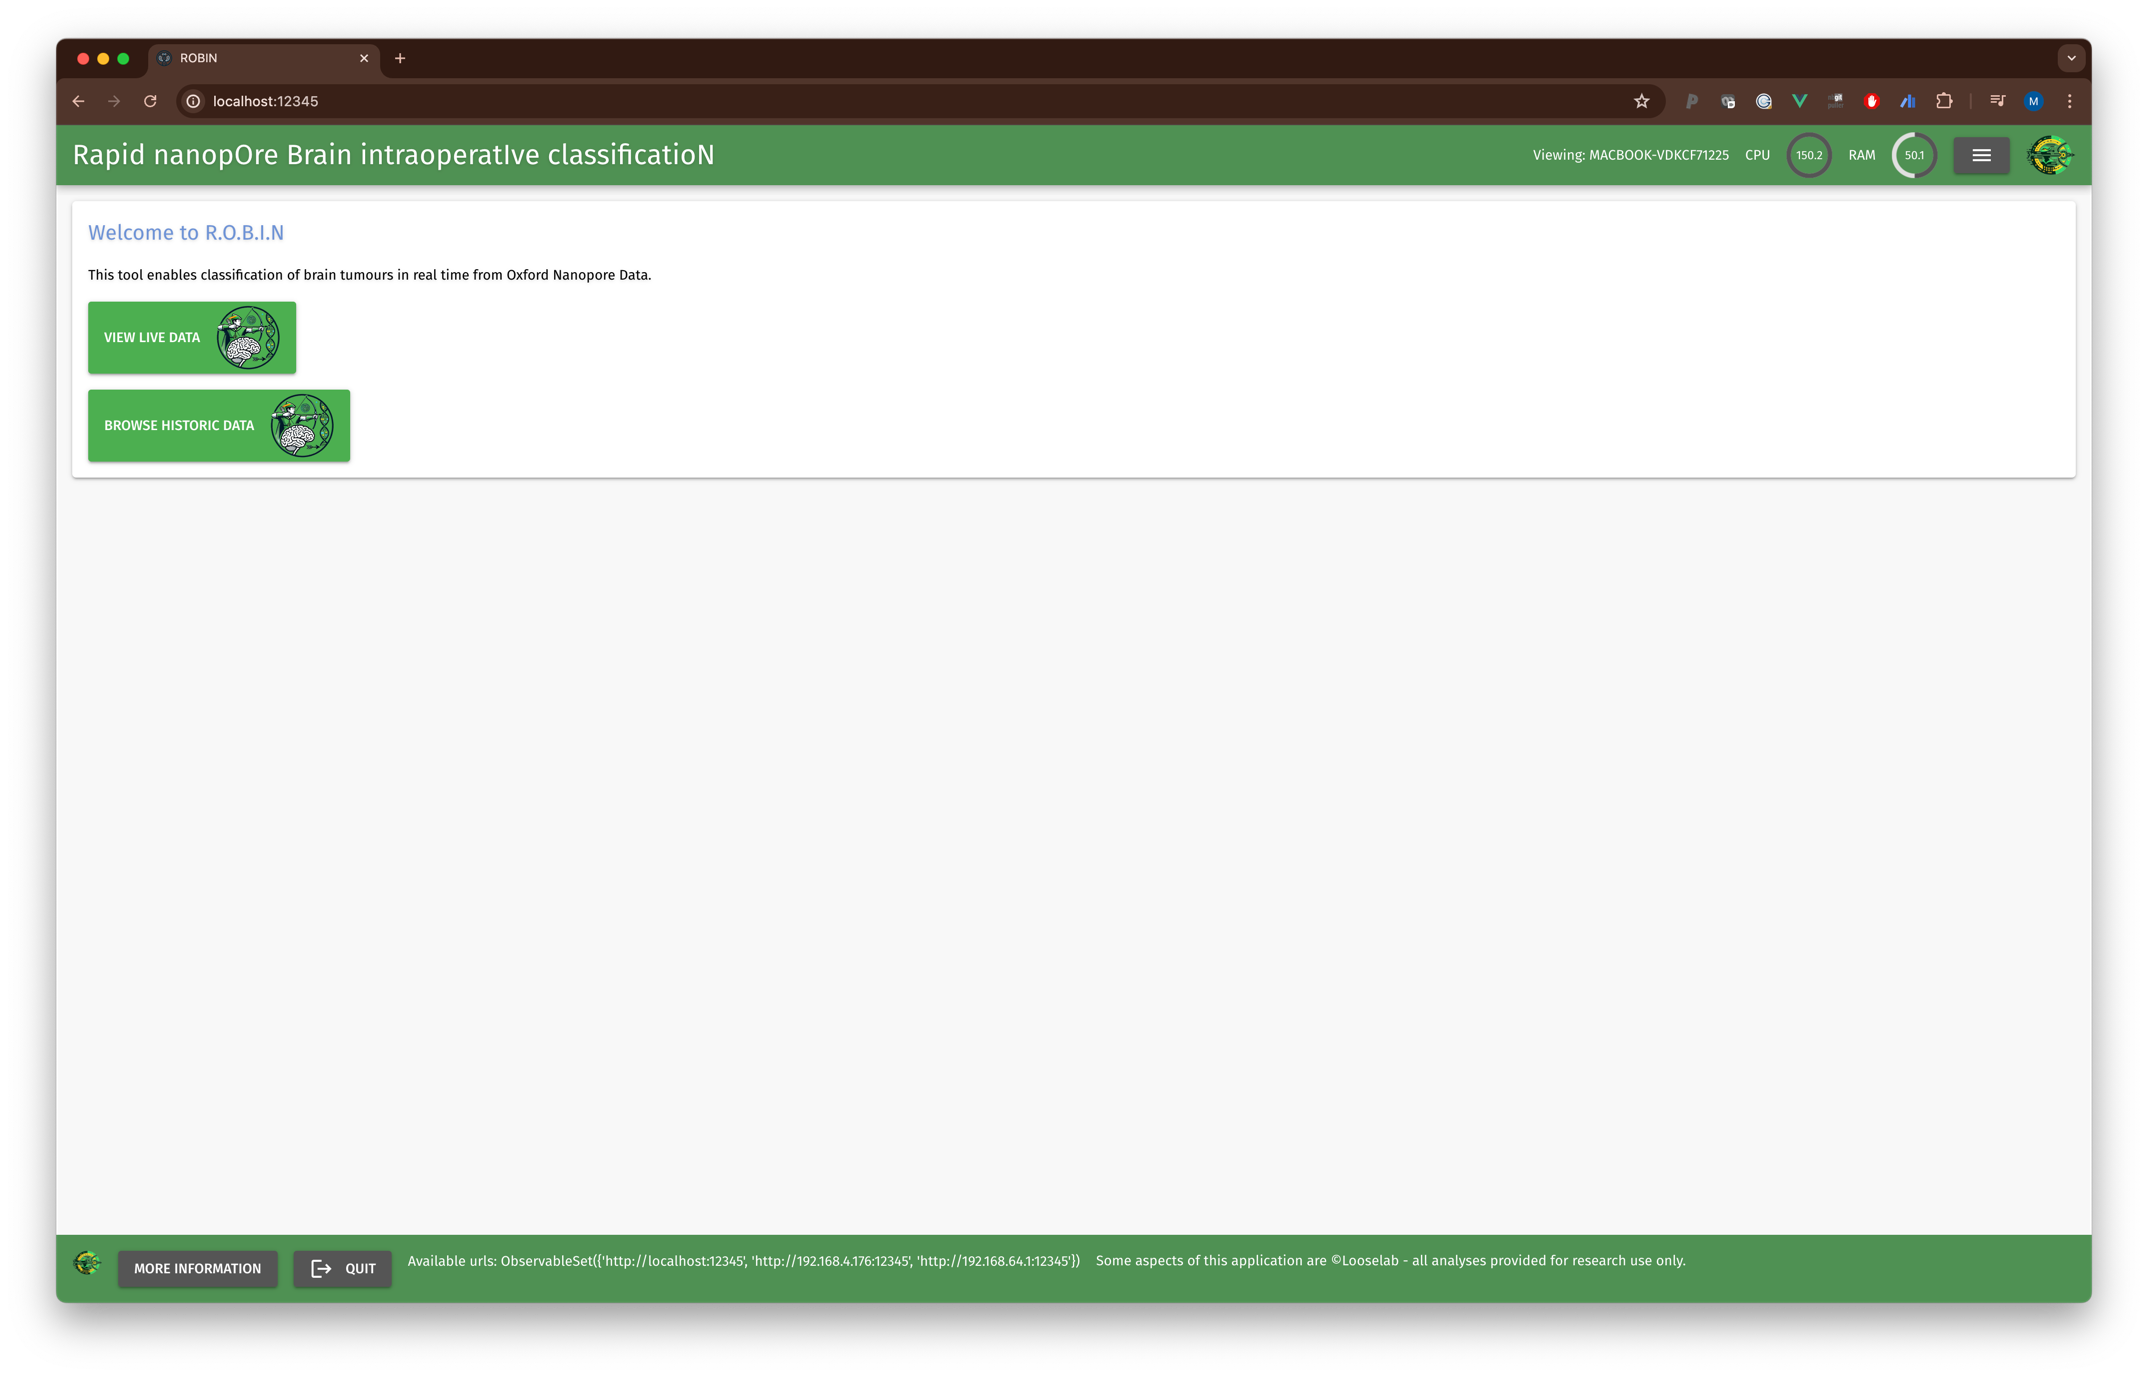 ROBIN
localhost:12345
M
Rapid nanopOre Brain intraoperatIve classificatioN
Viewing: MACBOOK-VDKCF71225 CPU 150.2 RAM 50.1
Welcome to R.O.B.I.N
This tool enables classification of brain tumours in real time from Oxford Nanopore Data.
VIEW LIVE DATA
BROWSE HISTORIC DATA
MORE INFORMATION QUIT Available urls: ObservableSet({'http://localhost:12345', 'http://192.168.4.176:12345', 'http://192.168.64.1:12345'}) Some aspects of this application are ©Looselab - all analyses provided for research use only.